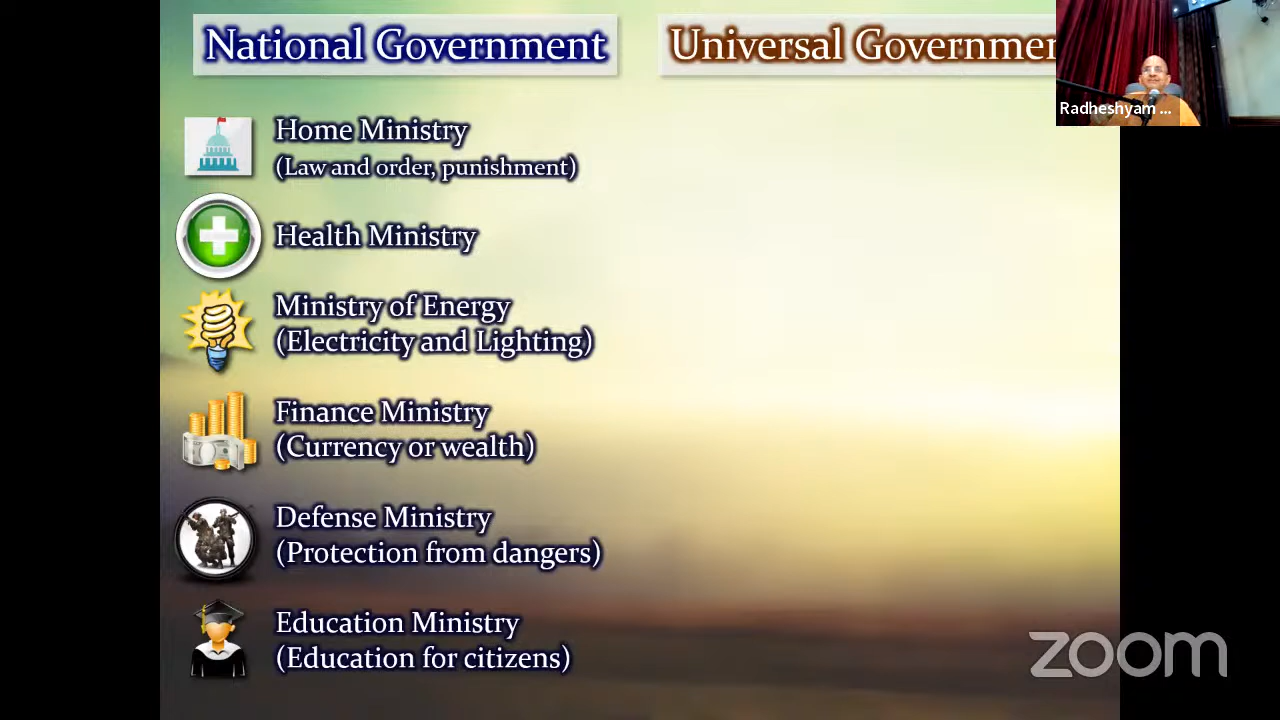 National Government
Universal Governmen
Radheshyam ...
Home Ministry
(Law and order, punishment)
Health Ministry
Ministry of Energy
(Electricity and Lighting)
Finance Ministry
(Currency or wealth)
Defense Ministry
(Protection from dangers)
Education Ministry
(Education for citizens)
zoom